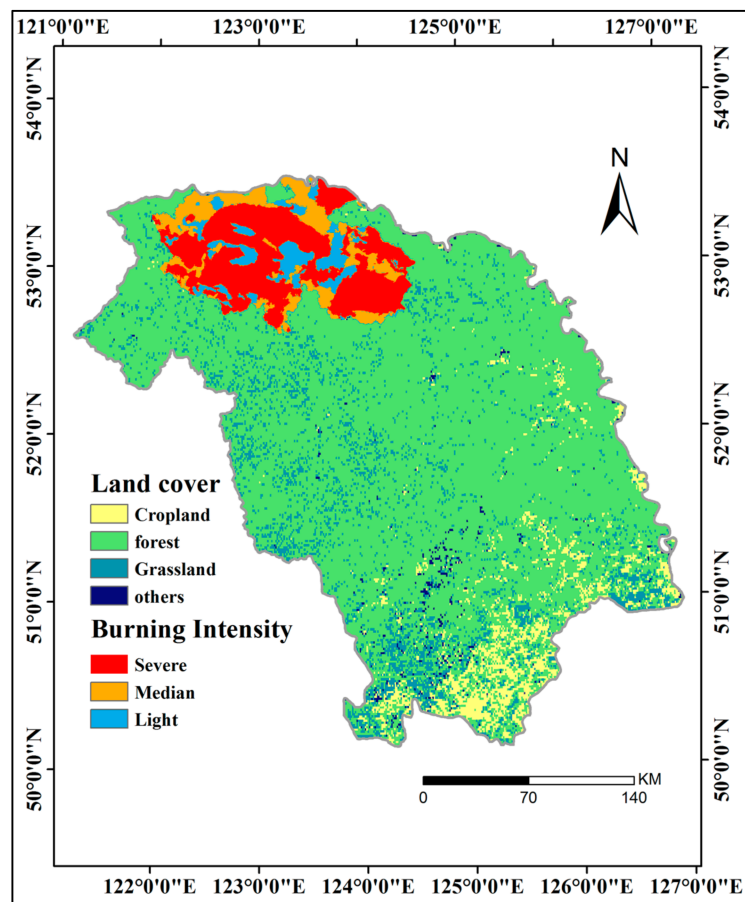 121°0'0"E 123°0'0"E 125°0'0"E 127°0'0"E
54°0'0"N
54°0'0"N
N
53°0'0"N
53°0'0"N
52°0'0"N
52°0'0"N
Land cover
Cropland
forest
Grassland
others
51°0'0"N
51°0'0"N
Burning Intensity
Severe
Median
Light
50°0'0"N
50°0'0"N
KM
0 70 140
122°0'0"E 123°0'0"E 124°0'0"E 125°0'0"E 126°0'0"E 127°0'0"E